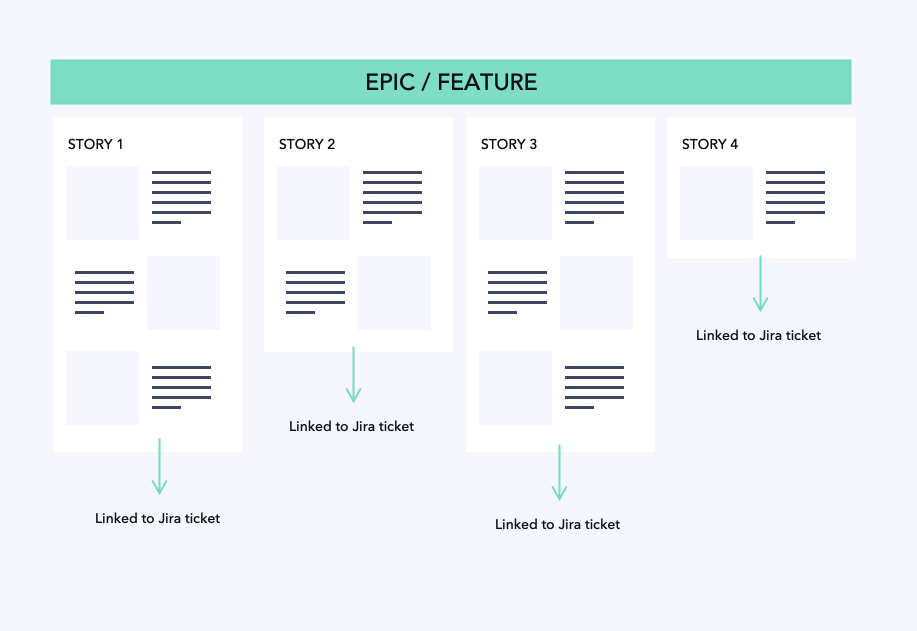 EPIC / FEATURE
STORY 1
STORY 2
STORY 3
STORY 4
Linked to Jira ticket
Linked to Jira ticket
Linked to Jira ticket
Linked to Jira ticket